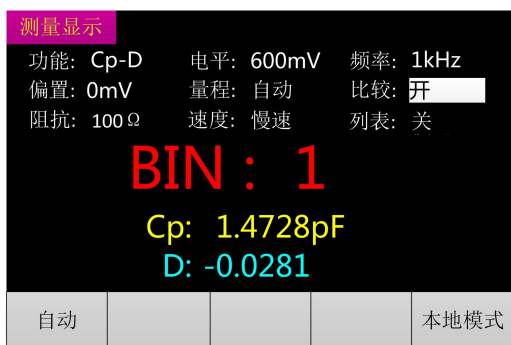 测量显示
功能: Cp-D 电平: 600mV 频率: 1kHz
偏置: 0mV 量程: 自动 比较: 开
阻抗: 100Ω 速度: 慢速 列表: 关
BIN： 1
Cp: 1.4728pF
D: -0.0281
自动 本地模式